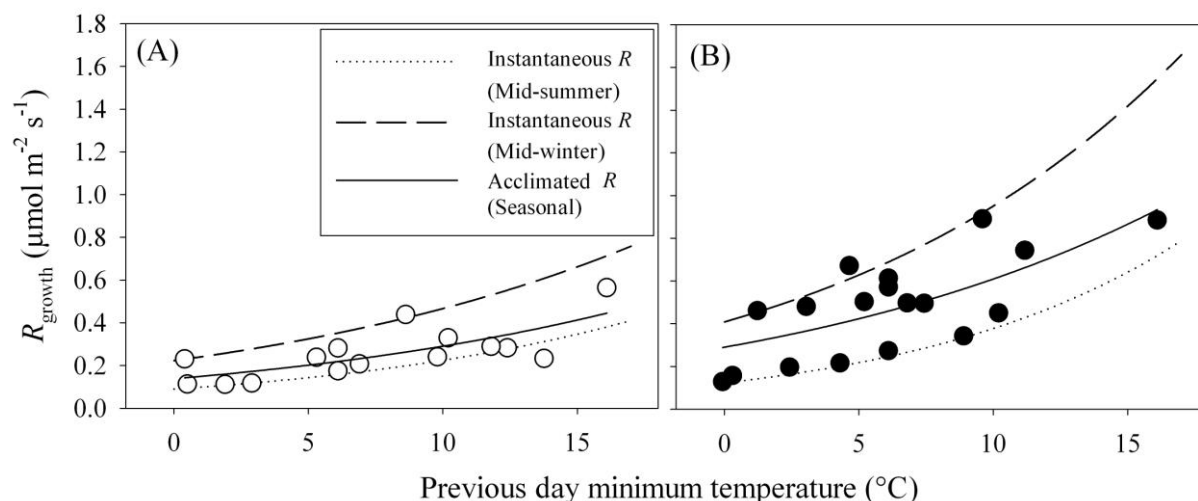 1.8
1.6
1.4
1.2
1.0
0.8
0.6
0.4
0.2
0.0
Rgrowth (µmol m⁻² s⁻¹)
(A)
Instantaneous R
(Mid-summer)
Instantaneous R
(Mid-winter)
Acclimated R
(Seasonal)
(B)
0 5 10 15
0 5 10 15
Previous day minimum temperature (°C)